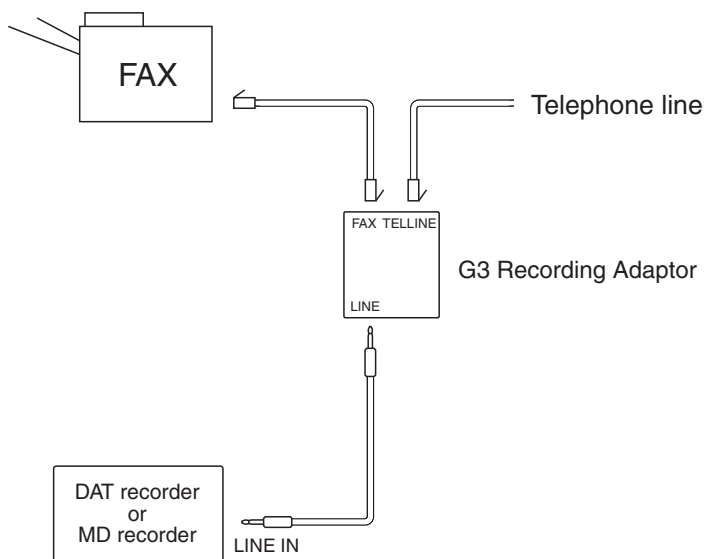 FAX
Telephone line
FAX TELLINE
G3 Recording Adaptor
LINE
DAT recorder
or
MD recorder
LINE IN